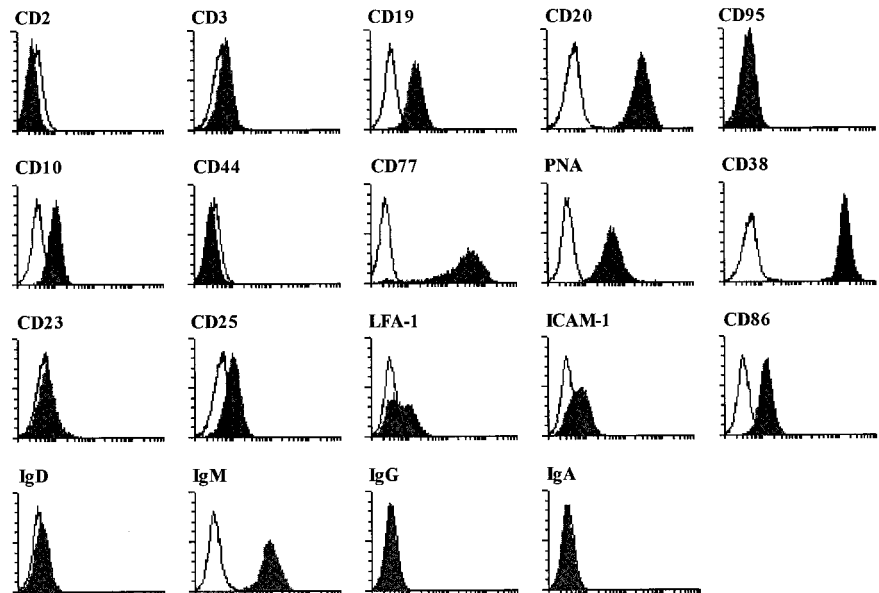 CD2 CD3 CD19 CD20 CD95
CD10 CD44 CD77 PNA CD38
CD23 CD25 LFA-1 ICAM-1 CD86
IgD IgM IgG IgA